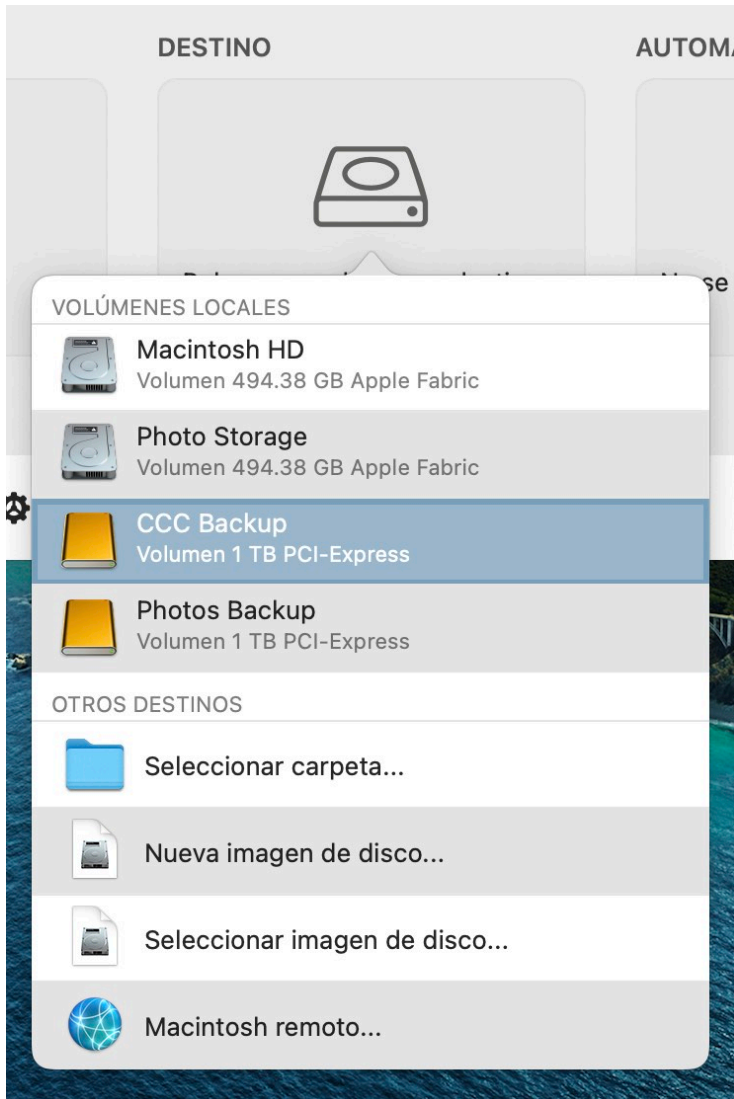 DESTINO
AUTOM
VOLÚMENES LOCALES
Macintosh HD
Volumen 494.38 GB Apple Fabric
Photo Storage
Volumen 494.38 GB Apple Fabric
CCC Backup
Volumen 1 TB PCI-Express
Photos Backup
Volumen 1 TB PCI-Express
OTROS DESTINOS
Seleccionar carpeta...
Nueva imagen de disco...
Seleccionar imagen de disco...
Macintosh remoto...